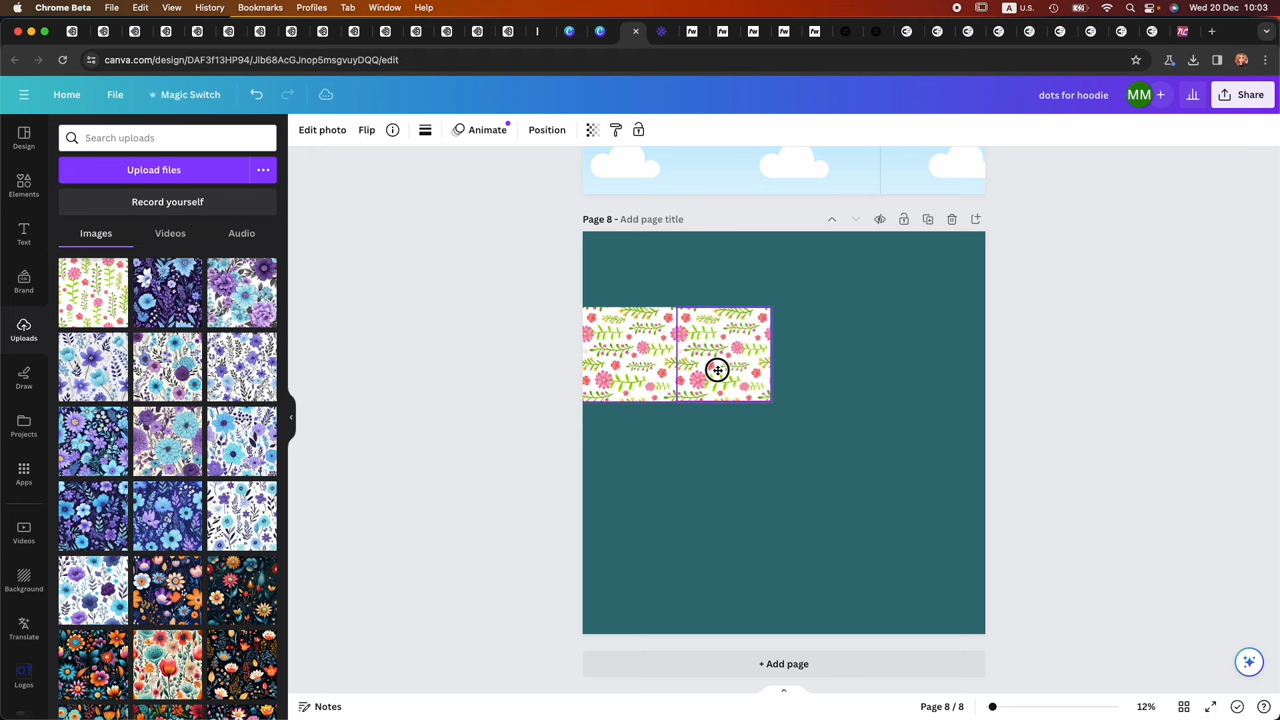 Chrome Beta File Edit View History Bookmarks Profiles Tab Window Help A U.S. Wed 20 Dec 10:03
canva.com/design/DAF3f13HP94/Jlb68AcGJnop5msgvuyDQQ/edit
Home File Magic Switch dots for hoodie MM Share
Design
Elements
Text
Brand
Uploads
Draw
Projects
Apps
Videos
Background
Translate
Logos
Search uploads
Upload files
Record yourself
Images Videos Audio
Edit photo Flip Animate Position
Page 8 - Add page title
+ Add page
Notes Page 8 / 8 12%